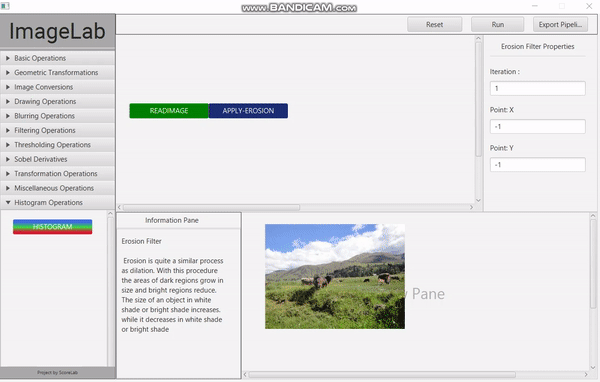 www.BANDICAM.com
ImageLab
Reset
Run
Export Pipeli...
Basic Operations
Geometric Transformations
Image Conversions
Drawing Operations
Blurring Operations
Filtering Operations
Thresholding Operations
Sobel Derivatives
Transformation Operations
Miscellaneous Operations
Histogram Operations
HISTOGRAM
Project by ScoreLab
READIMAGE
APPLY-EROSION
Erosion Filter Properties
Iteration :
1
Point: X
-1
Point: Y
-1
Information Pane
Erosion Filter
Erosion is quite a similar process
as dilation. With this procedure
the areas of dark regions grow in
size and bright regions reduce.
The size of an object in white
shade or bright shade increases.
while it decreases in white shade
or bright shade
Pane